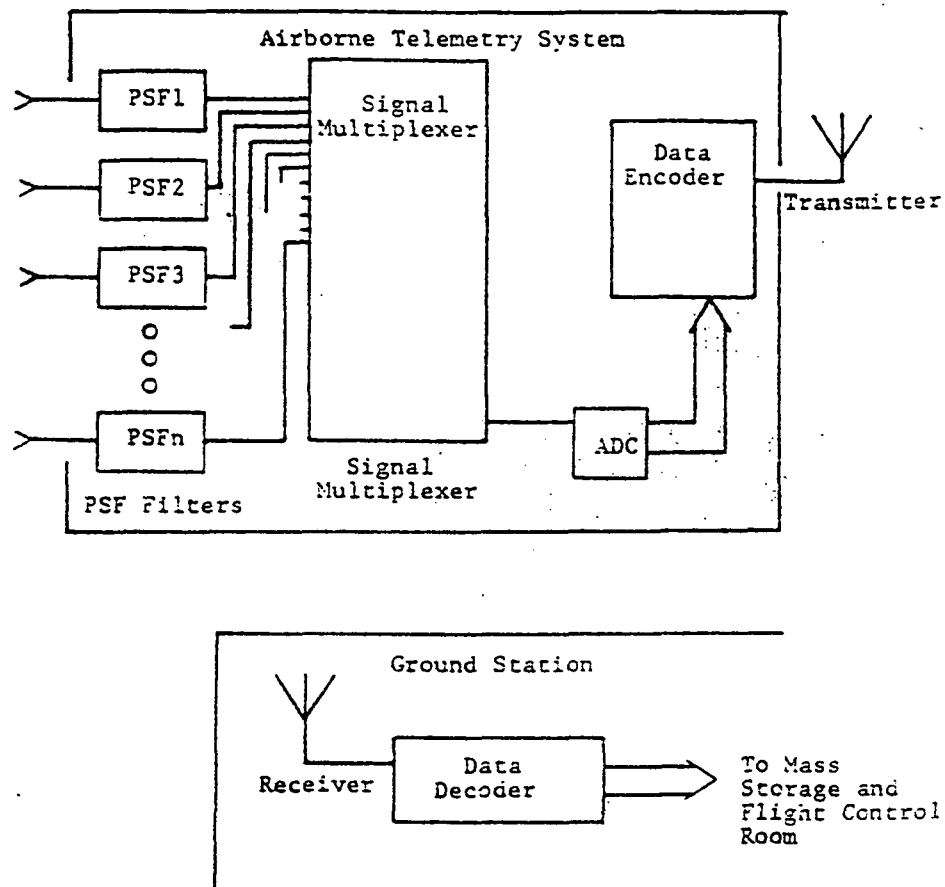 Airborne Telemetry System
PSF1
Signal
Multiplexer
PSF2
Data
Encoder
Transmitter
PSF3
PSFn
ADC
Signal
Multiplexer
PSF Filters
Ground Station
Receiver
Data
Decoder
To Mass
Storage and
Flight Control
Room